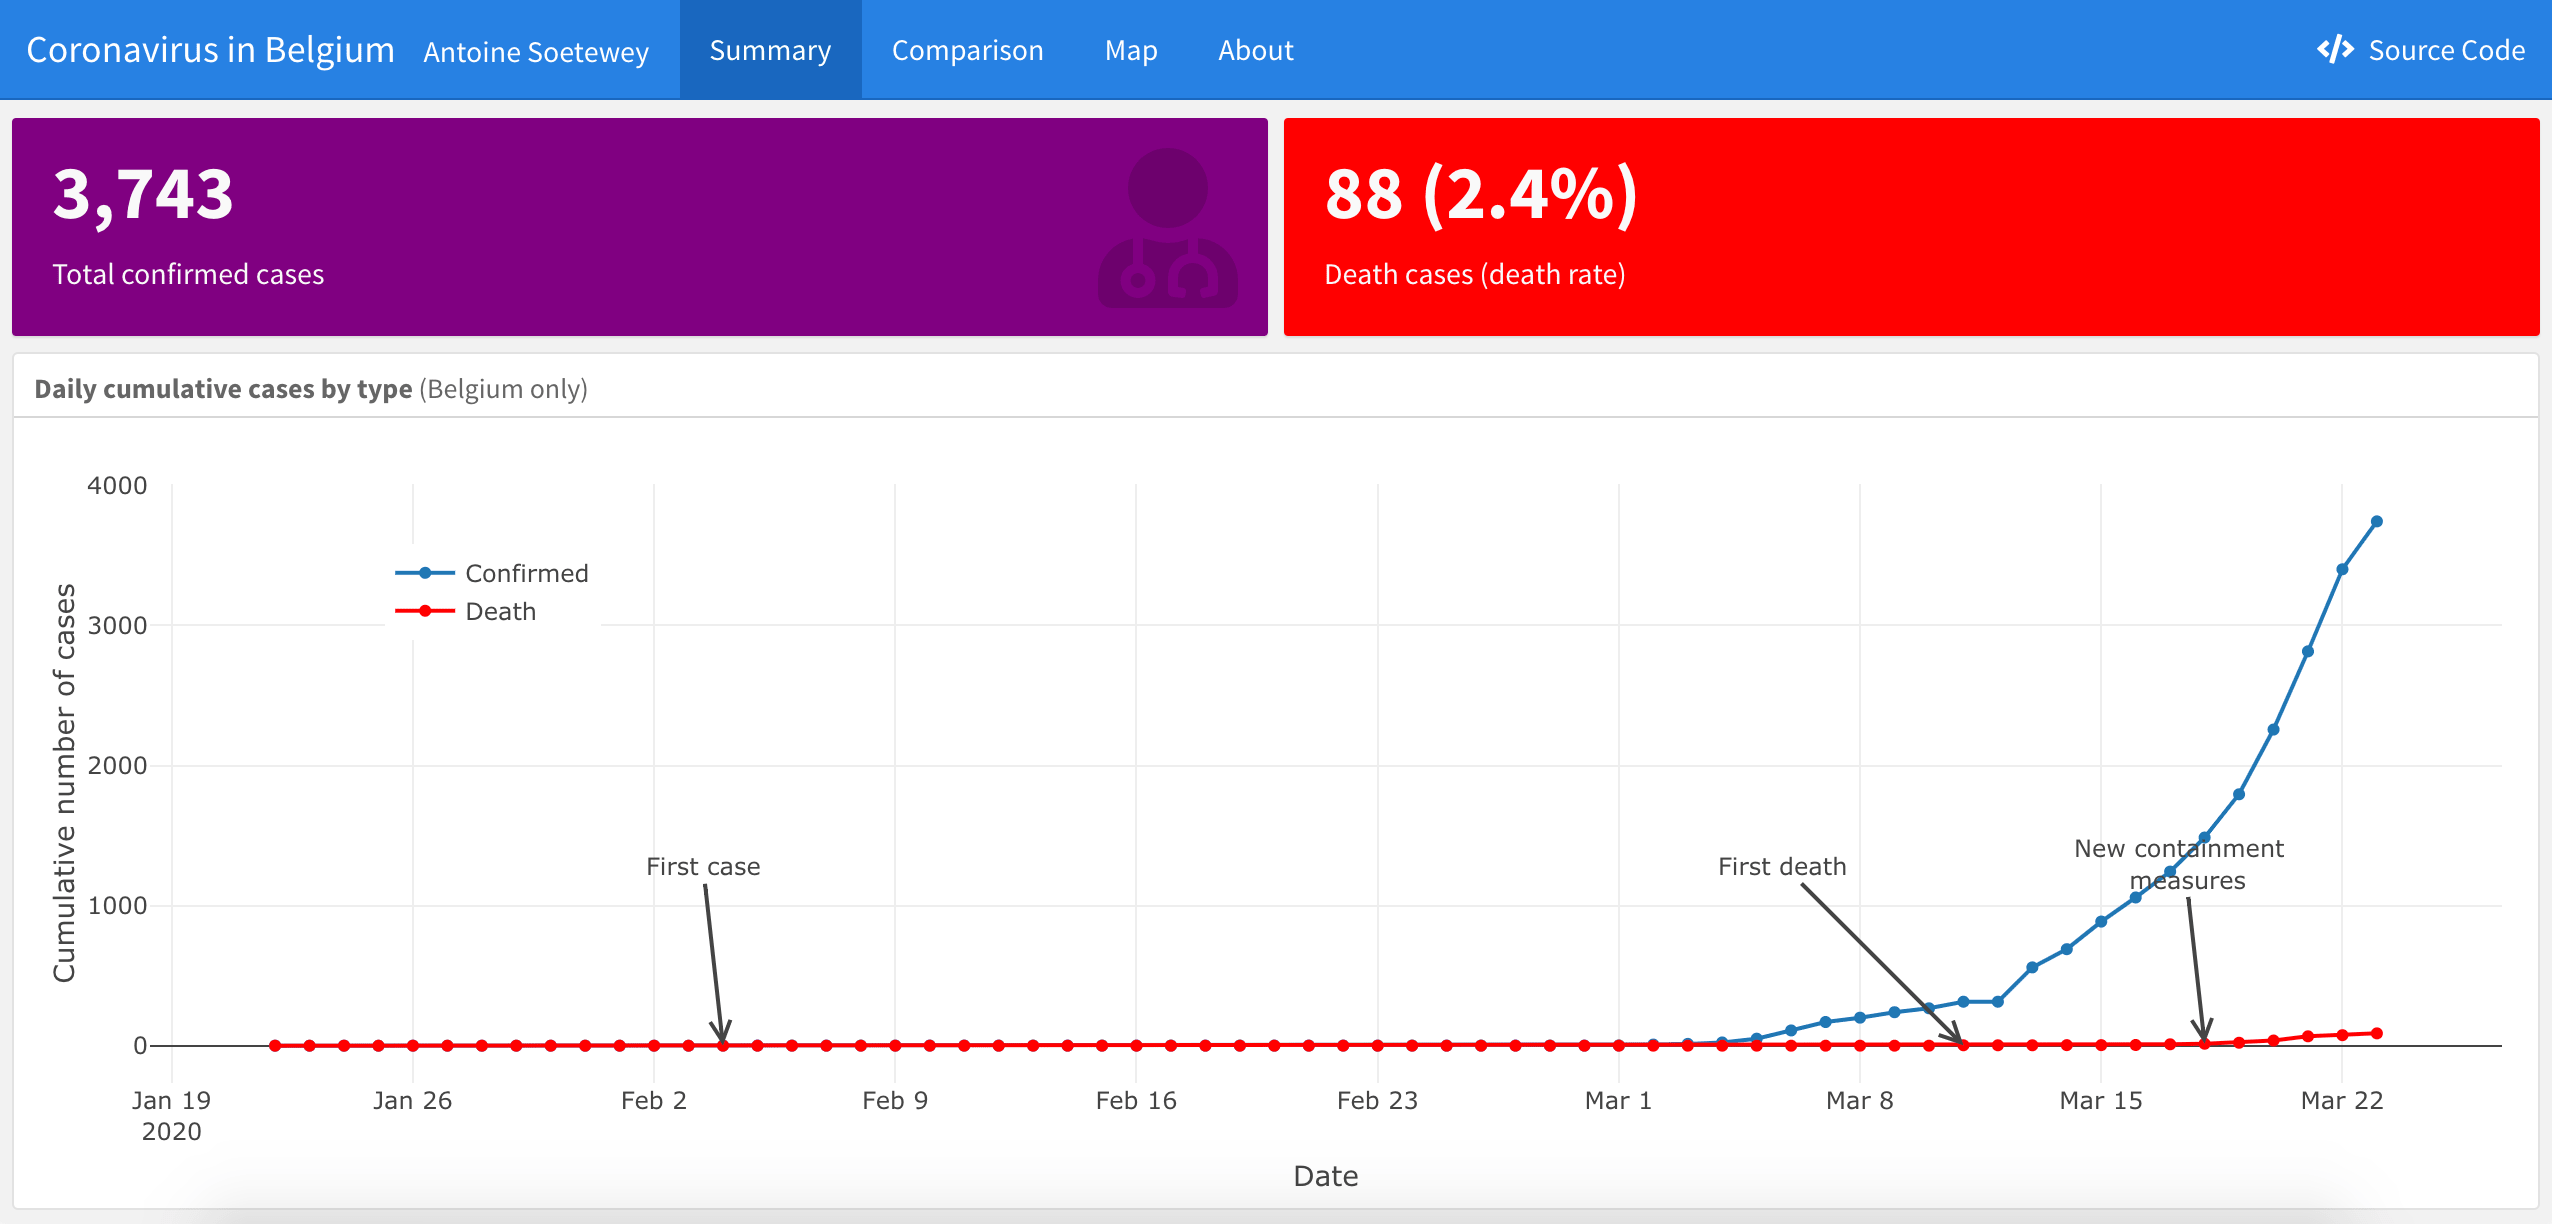 Coronavirus in Belgium Antoine Soetewey Summary Comparison Map About Source Code
3,743
Total confirmed cases
88 (2.4%)
Death cases (death rate)
Daily cumulative cases by type (Belgium only)
Cumulative number of cases
4000
3000
2000
1000
0
Confirmed
Death
First case
First death
New containment
measures
Jan 19
2020
Jan 26
Feb 2
Feb 9
Feb 16
Feb 23
Mar 1
Mar 8
Mar 15
Mar 22
Date